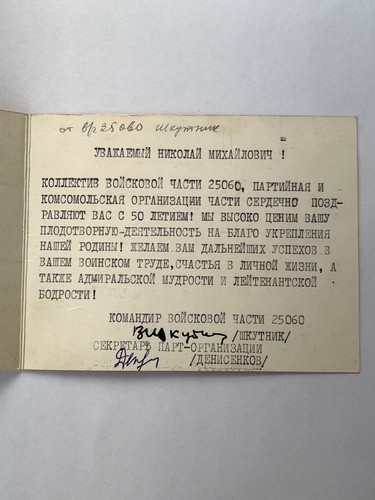 от в/ч 25060 Шкутник
УВАЖАЕМЫЙ НИКОЛАЙ МИХАЙЛОВИЧ !
КОЛЛЕКТИВ ВОЙСКОВОЙ ЧАСТИ 25060, ПАРТИЙНАЯ И
КОМСОМОЛЬСКАЯ ОРГАНИЗАЦИИ ЧАСТИ СЕРДЕЧНО ПОЗД-
РАВЛЯЮТ ВАС С 50 ЛЕТИЕМ! МЫ ВЫСОКО ЦЕНИМ ВАШУ
ПЛОДОТВОРНУЮ-ДЕЯТЕЛЬНОСТЬ НА БЛАГО УКРЕПЛЕНИЯ
НАШЕЙ РОДИНЫ! ЖЕЛАЕМ ВАМ ДАЛЬНЕЙШИХ УСПЕХОВ В
ВАШЕМ ВОИНСКОМ ТРУДЕ,СЧАСТЬЯ В ЛИЧНОЙ ЖИЗНИ, А
ТАКЖЕ АДМИРАЛЬСКОЙ МУДРОСТИ И ЛЕЙТЕНАНТСКОЙ
БОДРОСТИ!
КОМАНДИР ВОЙСКОВОЙ ЧАСТИ 25060
/ШКУТНИК/
СЕКРЕТАРЬ ПАРТ-ОРГАНИЗАЦИИ
/ДЕНИСЕНКОВ/